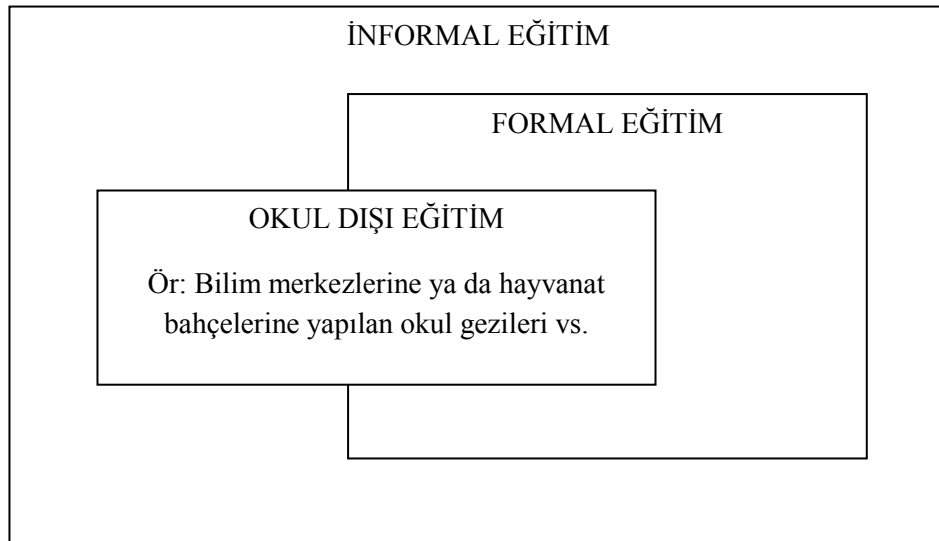 İNFORMAL EĞİTİM
FORMAL EĞİTİM
OKUL DIŞI EĞİTİM
Ör: Bilim merkezlerine ya da hayvanat
bahçelerine yapılan okul gezileri vs.